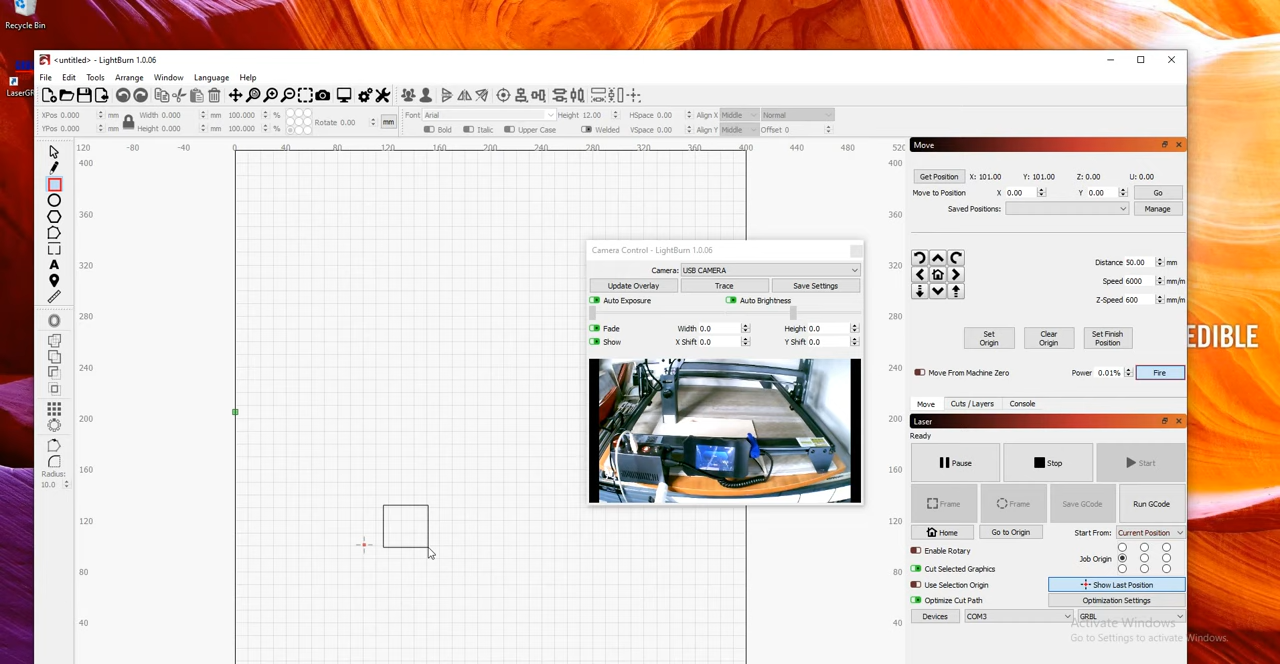 Recycle Bin
<untitled> - LightBurn 1.0.06
File Edit Tools Arrange Window Language Help
XPos 0.000 mm Width 0.000 mm 100.000 % Rotate 0.00 mm Font Arial Height 12.00 HSpace 0.00 Align X Middle Normal
YPos 0.000 mm Height 0.000 mm 100.000 % Bold Italic Upper Case Welded VSpace 0.00 Align Y Middle Offset 0
120 -80 -40 0 40 80 120 160 200 240 280 320 360 400 440 480 520
400 400
360 360
320 320
280 280
240 240
200 200
160 160
120 120
80 80
40 40
Radius:
10.0
Camera Control - LightBurn 1.0.06
Camera: USB CAMERA
Update Overlay Trace Save Settings
Auto Exposure Auto Brightness
Fade Width 0.0 Height 0.0
Show X Shift 0.0 Y Shift 0.0
Move
Get Position X: 101.00 Y: 101.00 Z: 0.00 U: 0.00
Move to Position X 0.00 Y 0.00 Go
Saved Positions: Manage
Distance 50.00 mm
Speed 6000 mm/m
Z-Speed 600 mm/m
Set Origin Clear Origin Set Finish Position
Move From Machine Zero Power 0.01% Fire
Move Cuts / Layers Console
Laser
Ready
Pause Stop Start
Frame Frame Save GCode Run GCode
Home Go to Origin Start From: Current Position
Enable Rotary Job Origin
Cut Selected Graphics
Use Selection Origin Show Last Position
Optimize Cut Path Optimization Settings
Devices COM3 GRBL
Activate Windows
Go to Settings to activate Windows.
EDIBLE